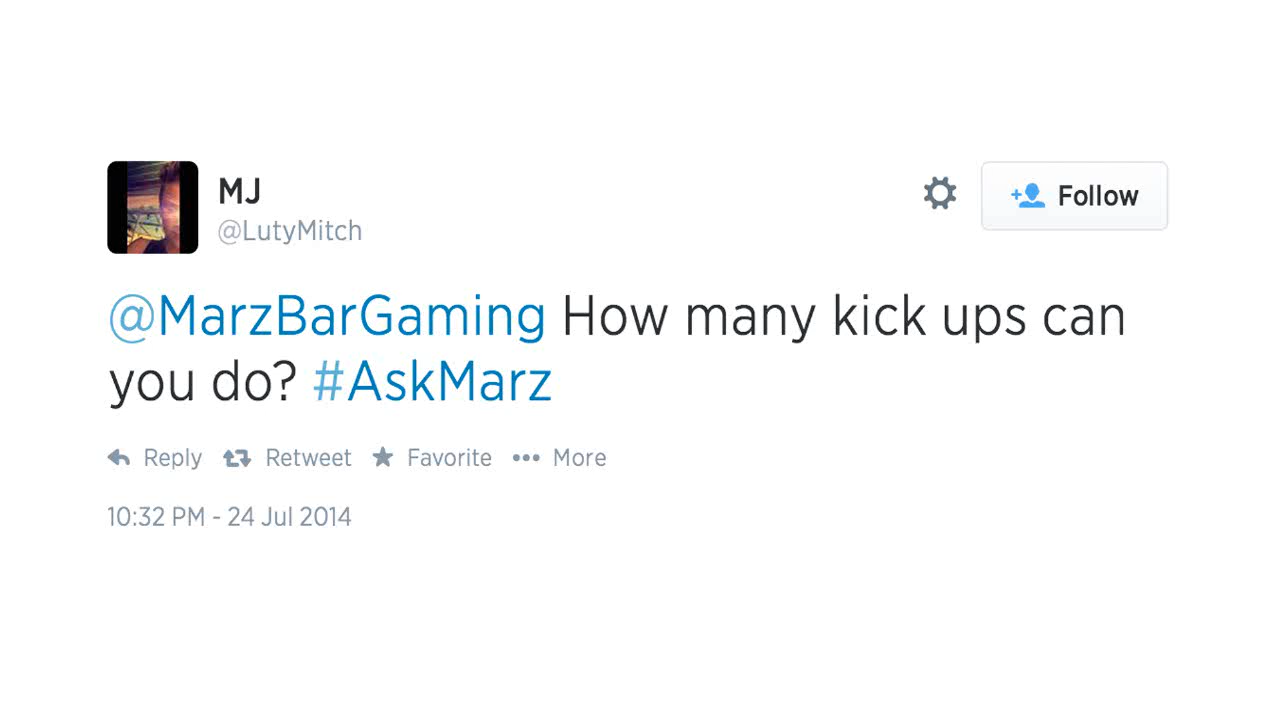 MJ
@LutyMitch
Follow
@MarzBarGaming How many kick ups can
you do? #AskMarz
Reply Retweet Favorite More
10:32 PM - 24 Jul 2014